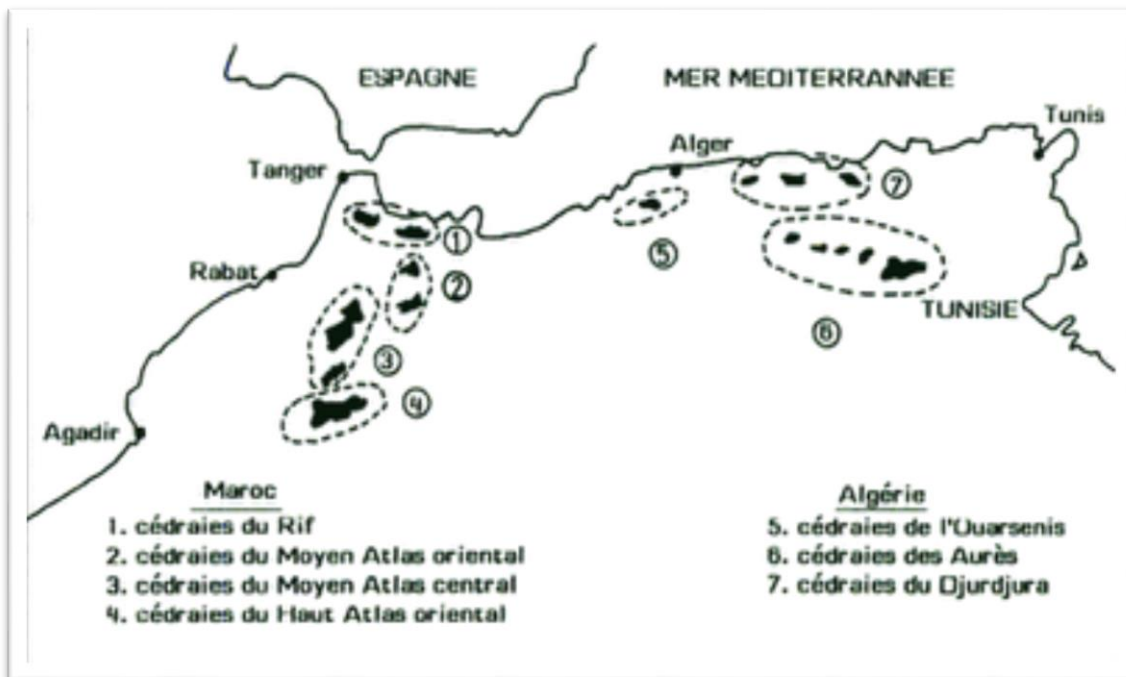 ESPAGNE
MER MEDITERRANNEE
Tunis
Alger
Tanger
7
1
5
Rabat
2
TUNISIE
6
3
4
Agadir
Maroc
1. cédraies du Rif
2. cédraies du Moyen Atlas oriental
3. cédraies du Moyen Atlas central
4. cédraies du Haut Atlas oriental
Algérie
5. cédraies de l'Ouarsenis
6. cédraies des Aurès
7. cédraies du Djurdjura